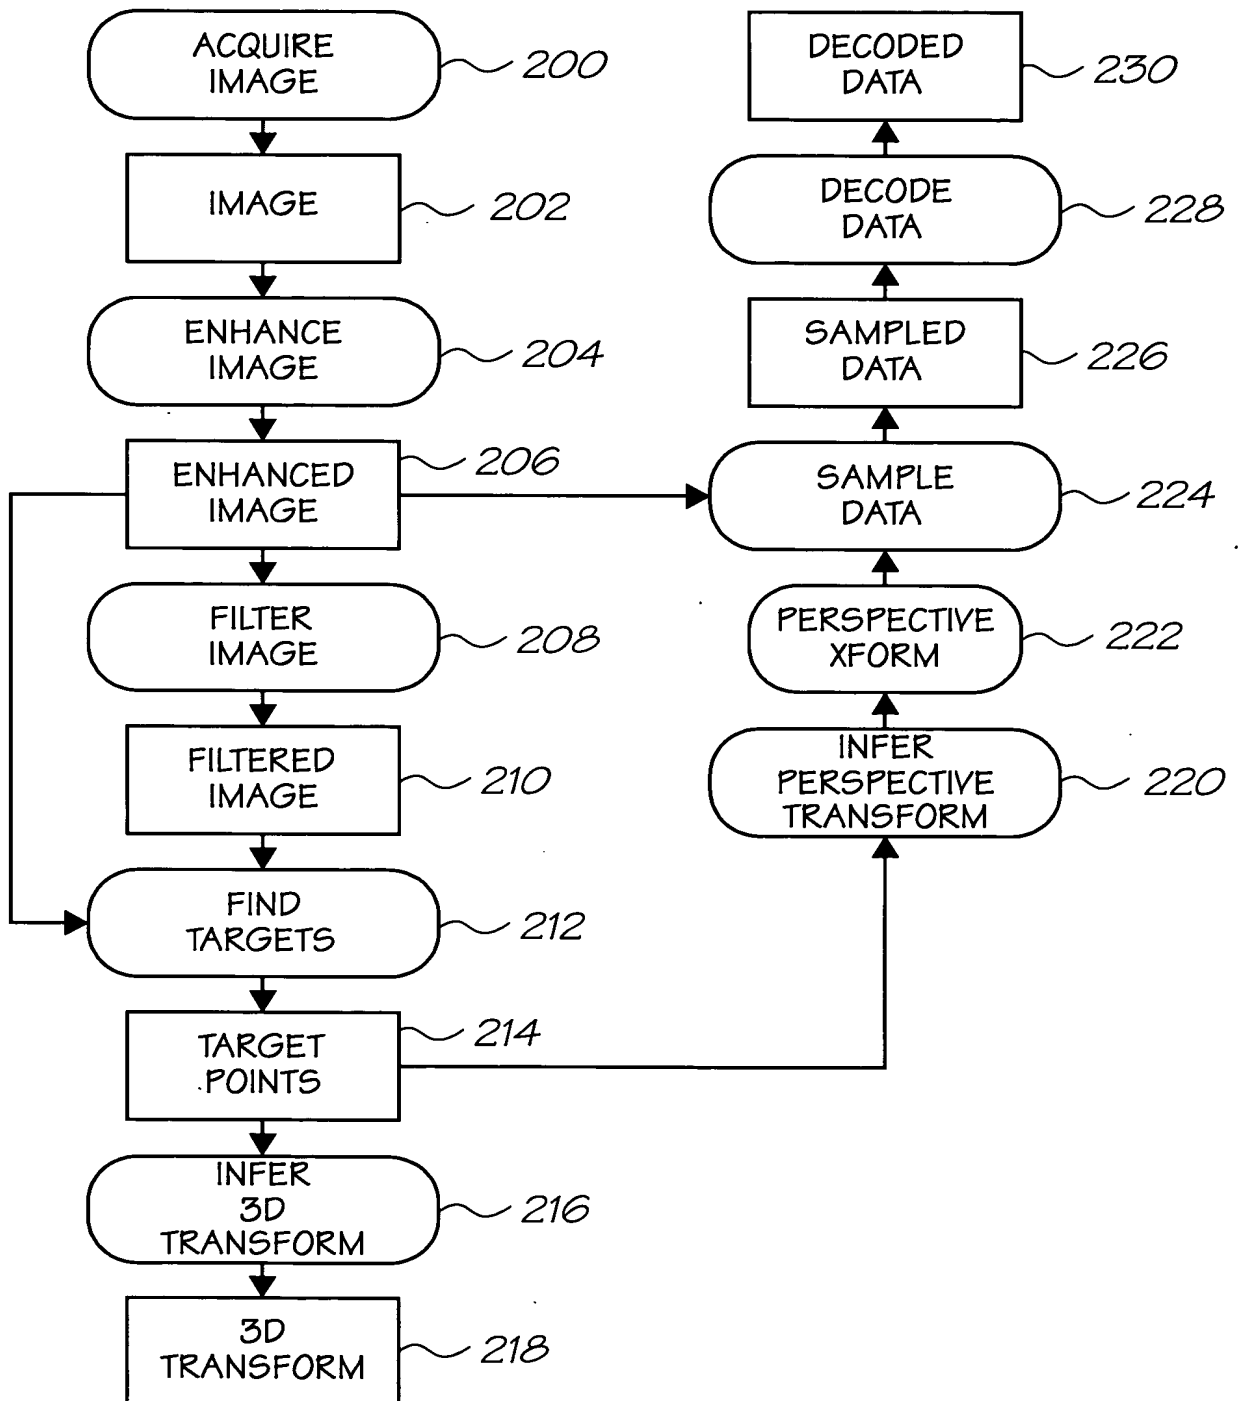 ACQUIRE
IMAGE
200
IMAGE
202
ENHANCE
IMAGE
204
ENHANCED
IMAGE
206
FILTER
IMAGE
208
FILTERED
IMAGE
210
FIND
TARGETS
212
TARGET
POINTS
214
INFER
3D
TRANSFORM
216
3D
TRANSFORM
218
DECODED
DATA
230
DECODE
DATA
228
SAMPLED
DATA
226
SAMPLE
DATA
224
PERSPECTIVE
XFORM
222
INFER
PERSPECTIVE
TRANSFORM
220